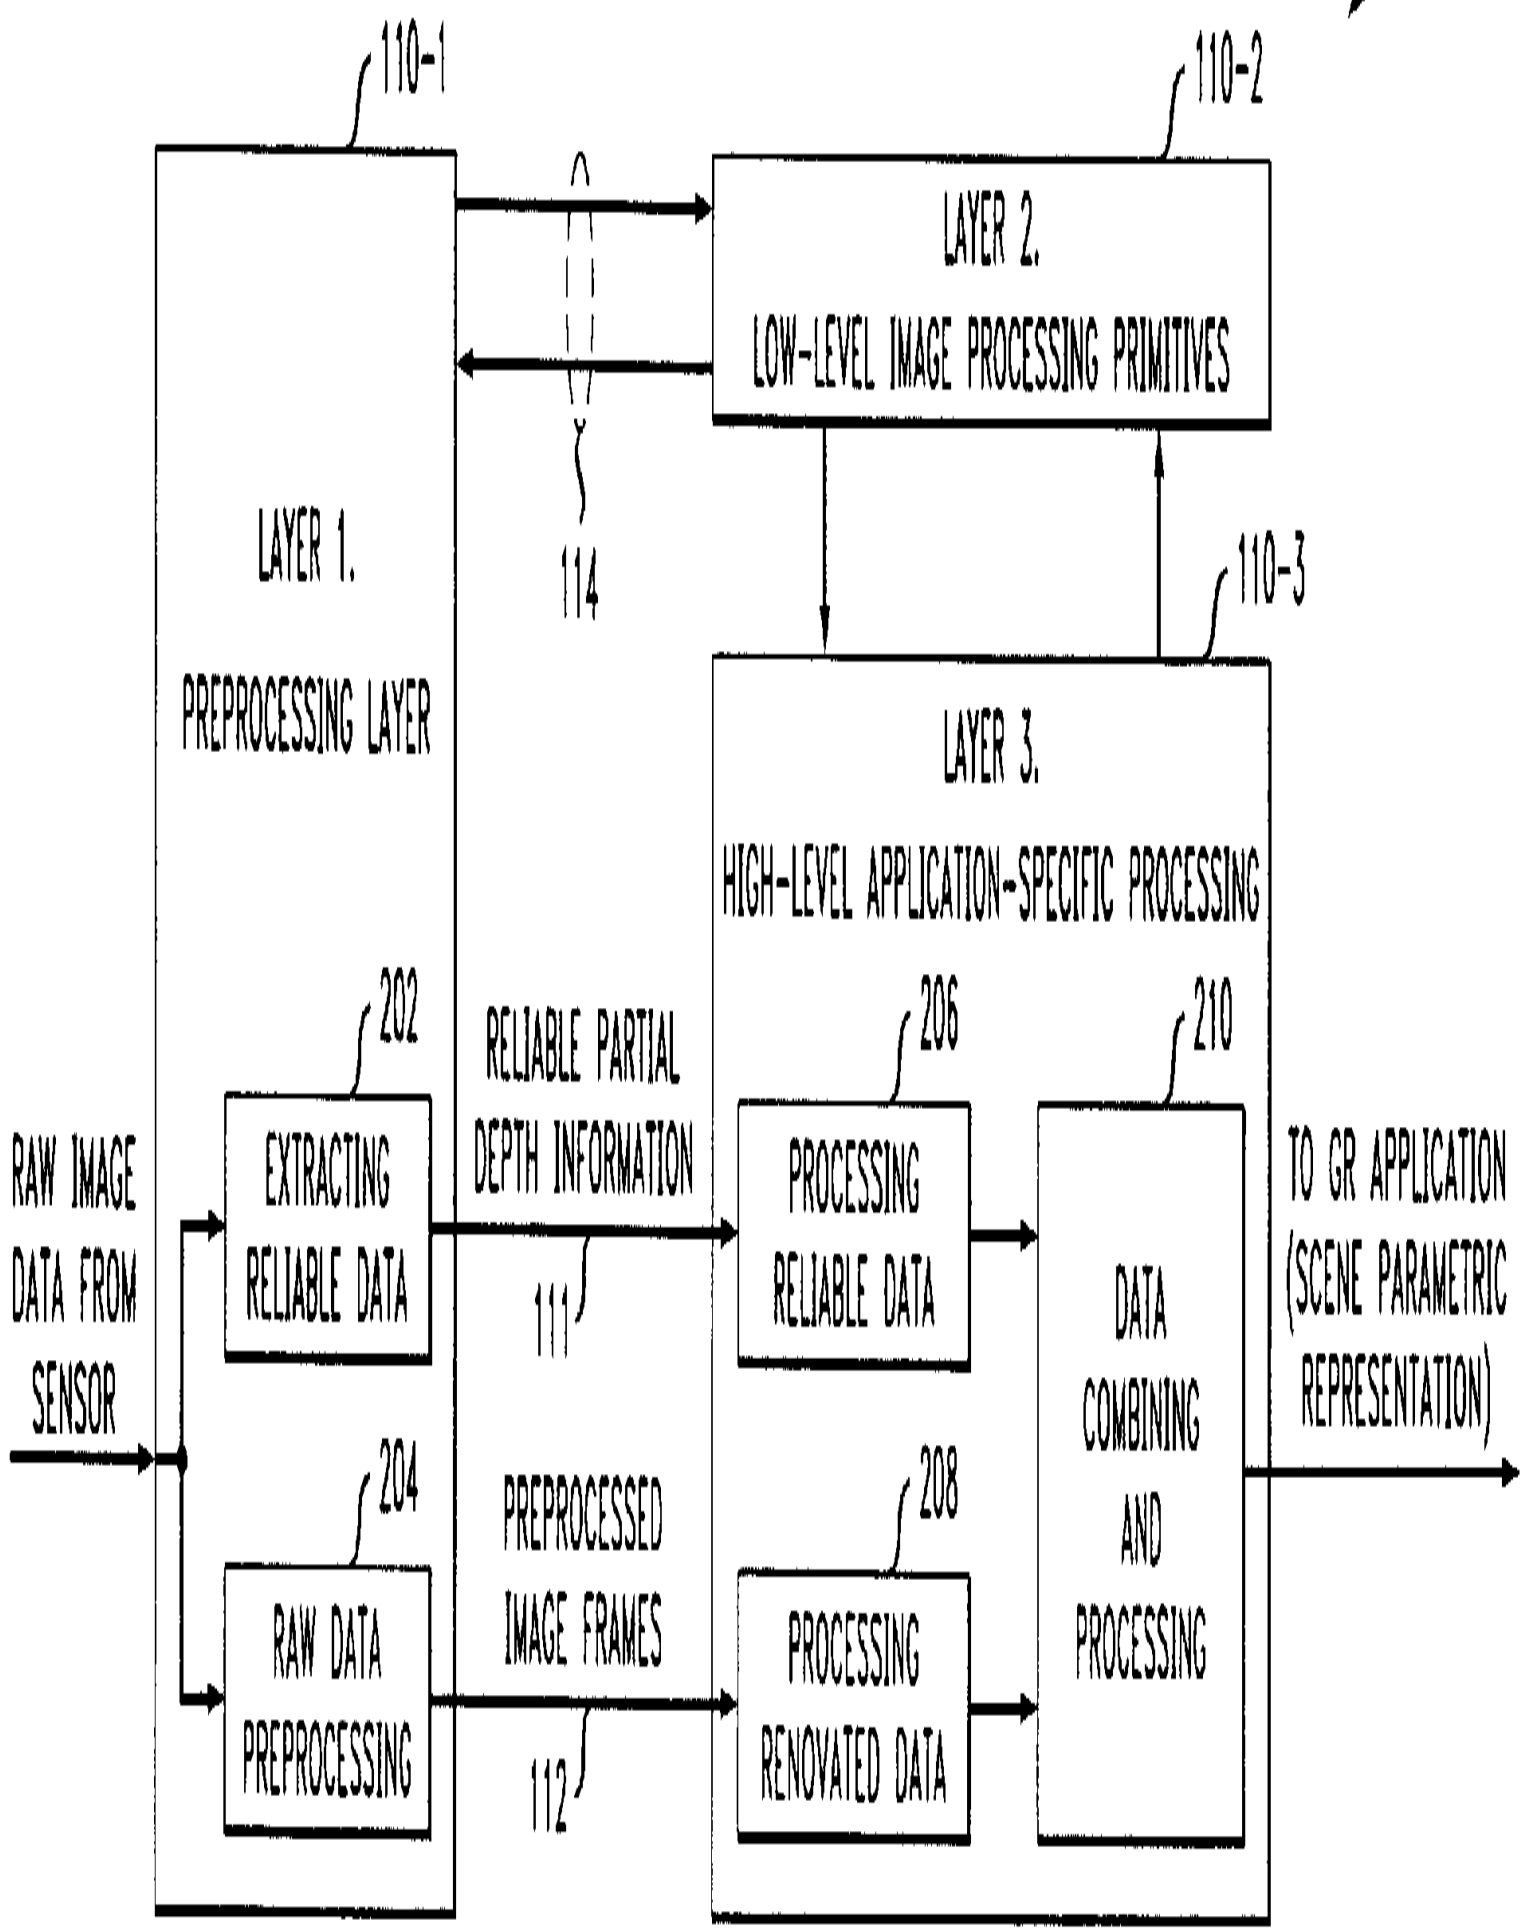 110-1
110-2
LAYER 2.
LOW-LEVEL IMAGE PROCESSING PRIMITIVES
114
LAYER 1.
PREPROCESSING LAYER
110-3
LAYER 3.
HIGH-LEVEL APPLICATION-SPECIFIC PROCESSING
RAW IMAGE
DATA FROM
SENSOR
202
EXTRACTING
RELIABLE DATA
204
RAW DATA
PREPROCESSING
RELIABLE PARTIAL
DEPTH INFORMATION
111
PREPROCESSED
IMAGE FRAMES
112
206
PROCESSING
RELIABLE DATA
208
PROCESSING
RENOVATED DATA
210
DATA
COMBINING
AND
PROCESSING
TO GR APPLICATION
(SCENE PARAMETRIC
REPRESENTATION)